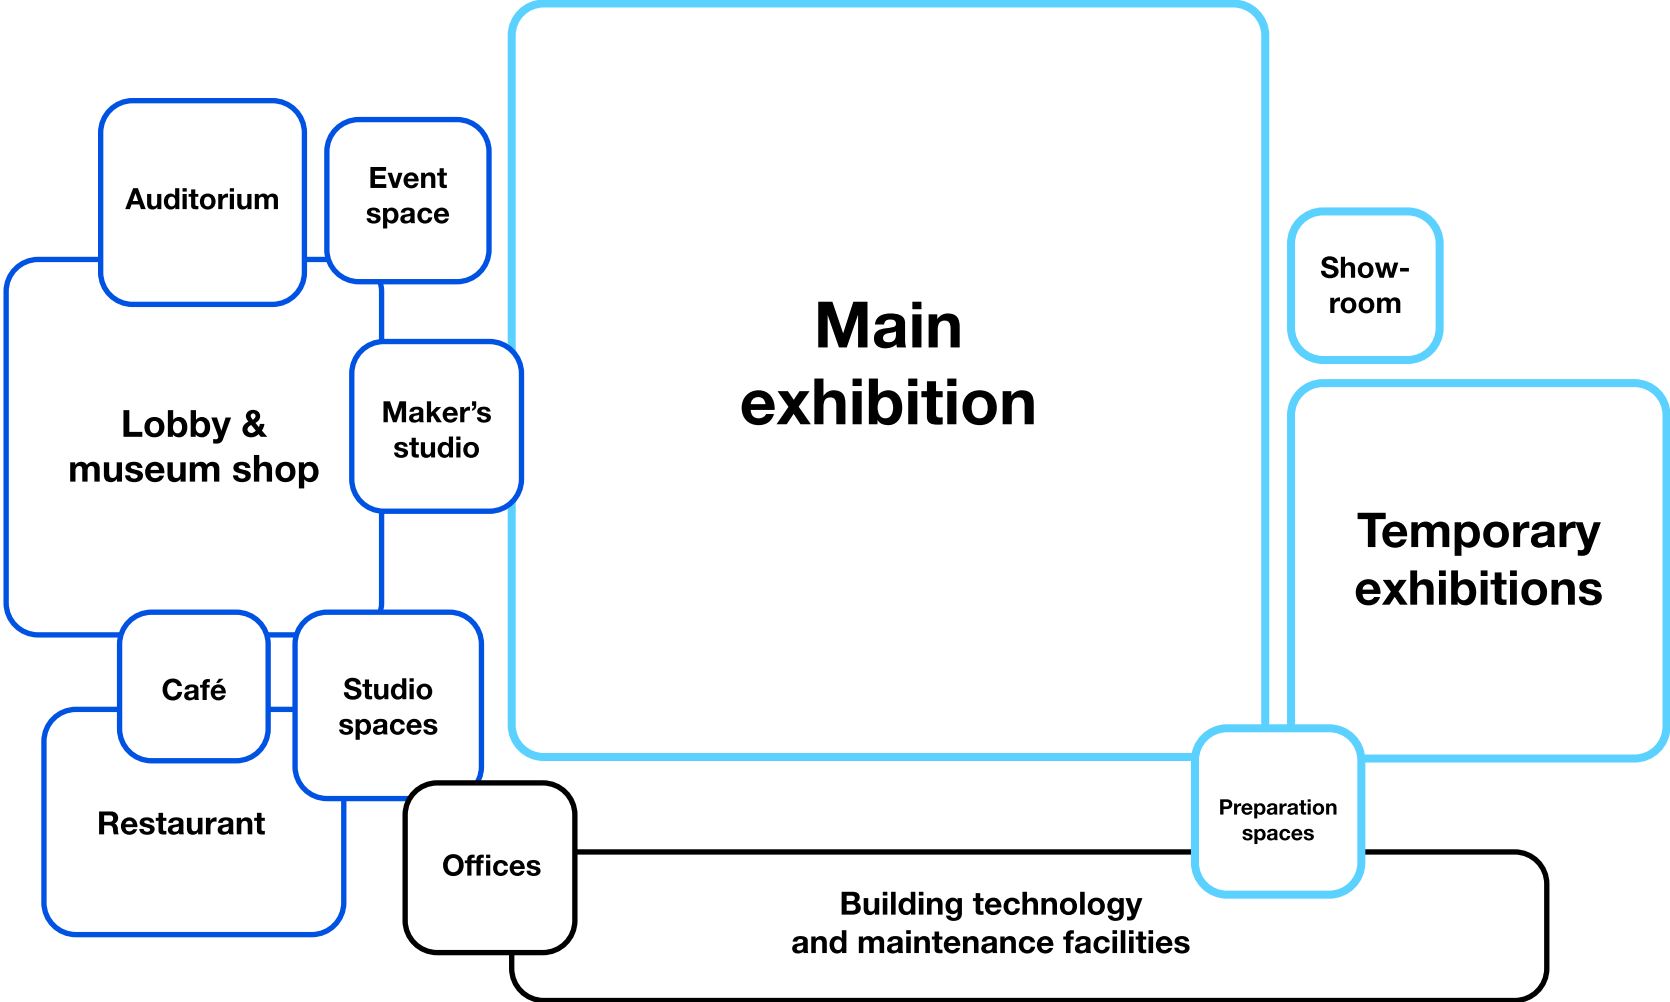 Auditorium
Event
space
Main
exhibition
Show-
room
Lobby &
museum shop
Maker’s
studio
Temporary
exhibitions
Café
Studio
spaces
Restaurant
Offices
Preparation
spaces
Building technology
and maintenance facilities